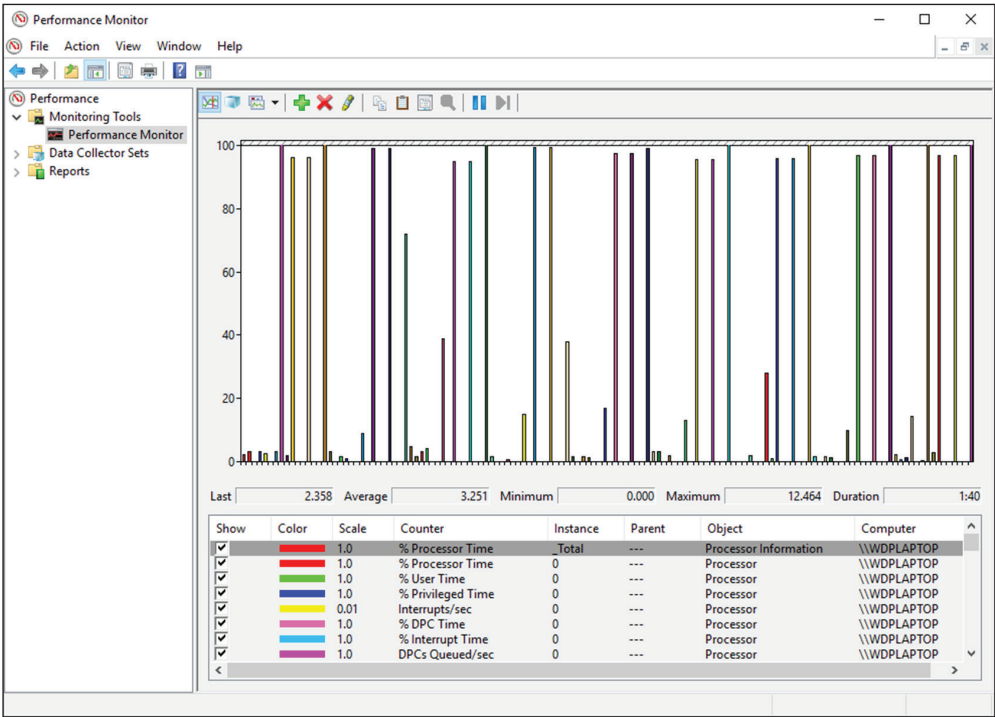 Performance Monitor
File Action View Window Help
Performance
Monitoring Tools
Performance Monitor
Data Collector Sets
Reports
100
80
60
40
20
0
Last 2.358 Average 3.251 Minimum 0.000 Maximum 12.464 Duration 1:40
Show Color Scale Counter Instance Parent Object Computer
1.0 % Processor Time _Total --- Processor Information \\WDPLAPTOP
1.0 % Processor Time 0 --- Processor \\WDPLAPTOP
1.0 % User Time 0 --- Processor \\WDPLAPTOP
1.0 % Privileged Time 0 --- Processor \\WDPLAPTOP
0.01 Interrupts/sec 0 --- Processor \\WDPLAPTOP
1.0 % DPC Time 0 --- Processor \\WDPLAPTOP
1.0 % Interrupt Time 0 --- Processor \\WDPLAPTOP
1.0 DPCs Queued/sec 0 --- Processor \\WDPLAPTOP